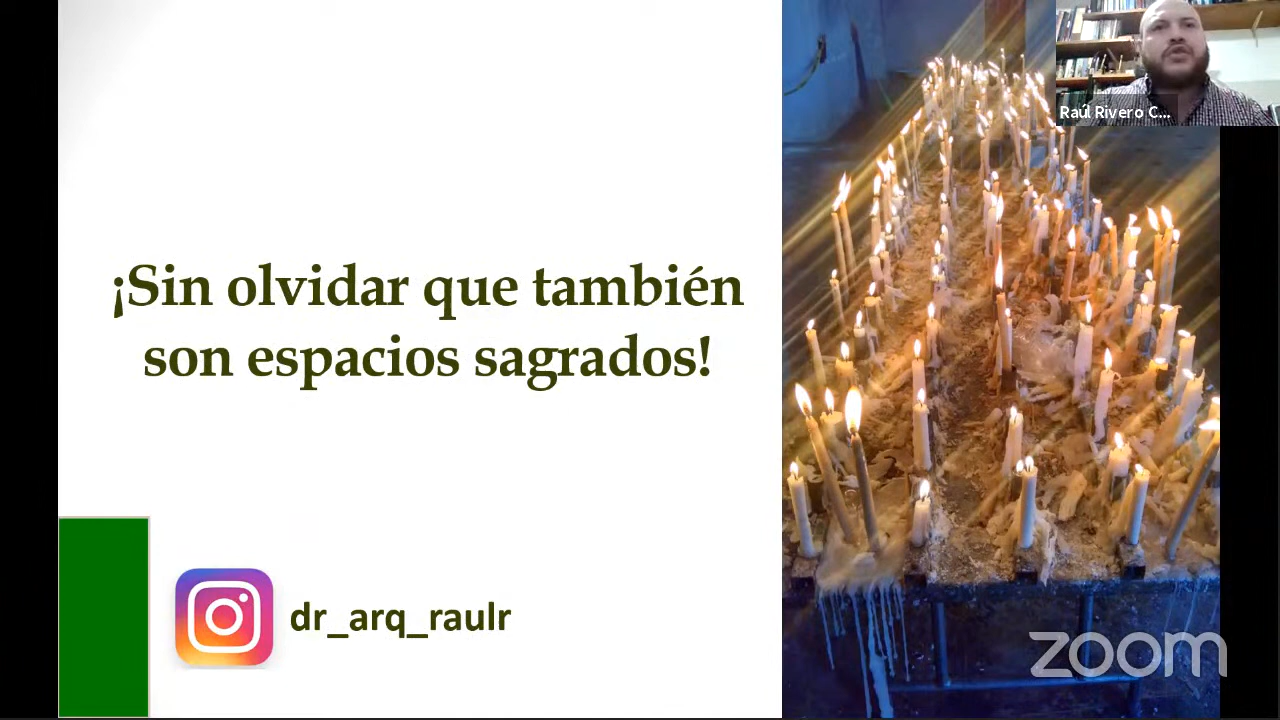 ¡Sin olvidar que también
son espacios sagrados!
dr_arq_raulr
Raúl Rivero C...
zoom